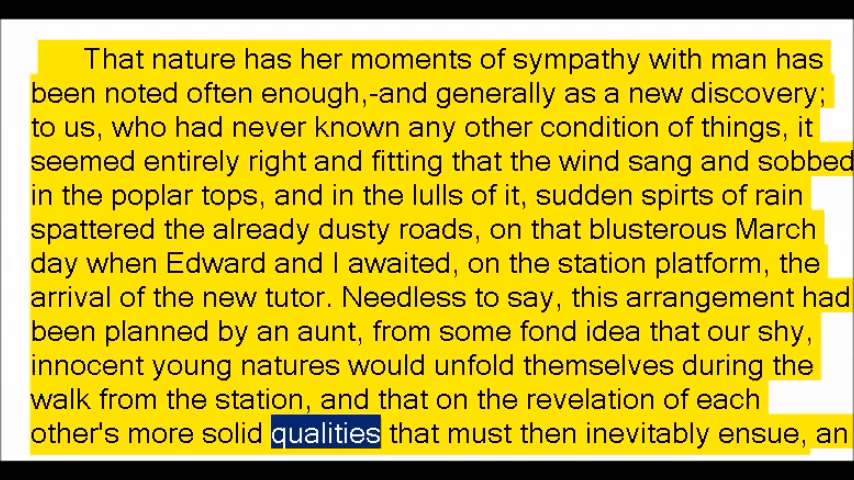 That nature has her moments of sympathy with man has
been noted often enough,-and generally as a new discovery;
to us, who had never known any other condition of things, it
seemed entirely right and fitting that the wind sang and sobbed
in the poplar tops, and in the lulls of it, sudden spirts of rain
spattered the already dusty roads, on that blusterous March
day when Edward and I awaited, on the station platform, the
arrival of the new tutor. Needless to say, this arrangement had
been planned by an aunt, from some fond idea that our shy,
innocent young natures would unfold themselves during the
walk from the station, and that on the revelation of each
other's more solid qualities that must then inevitably ensue, an